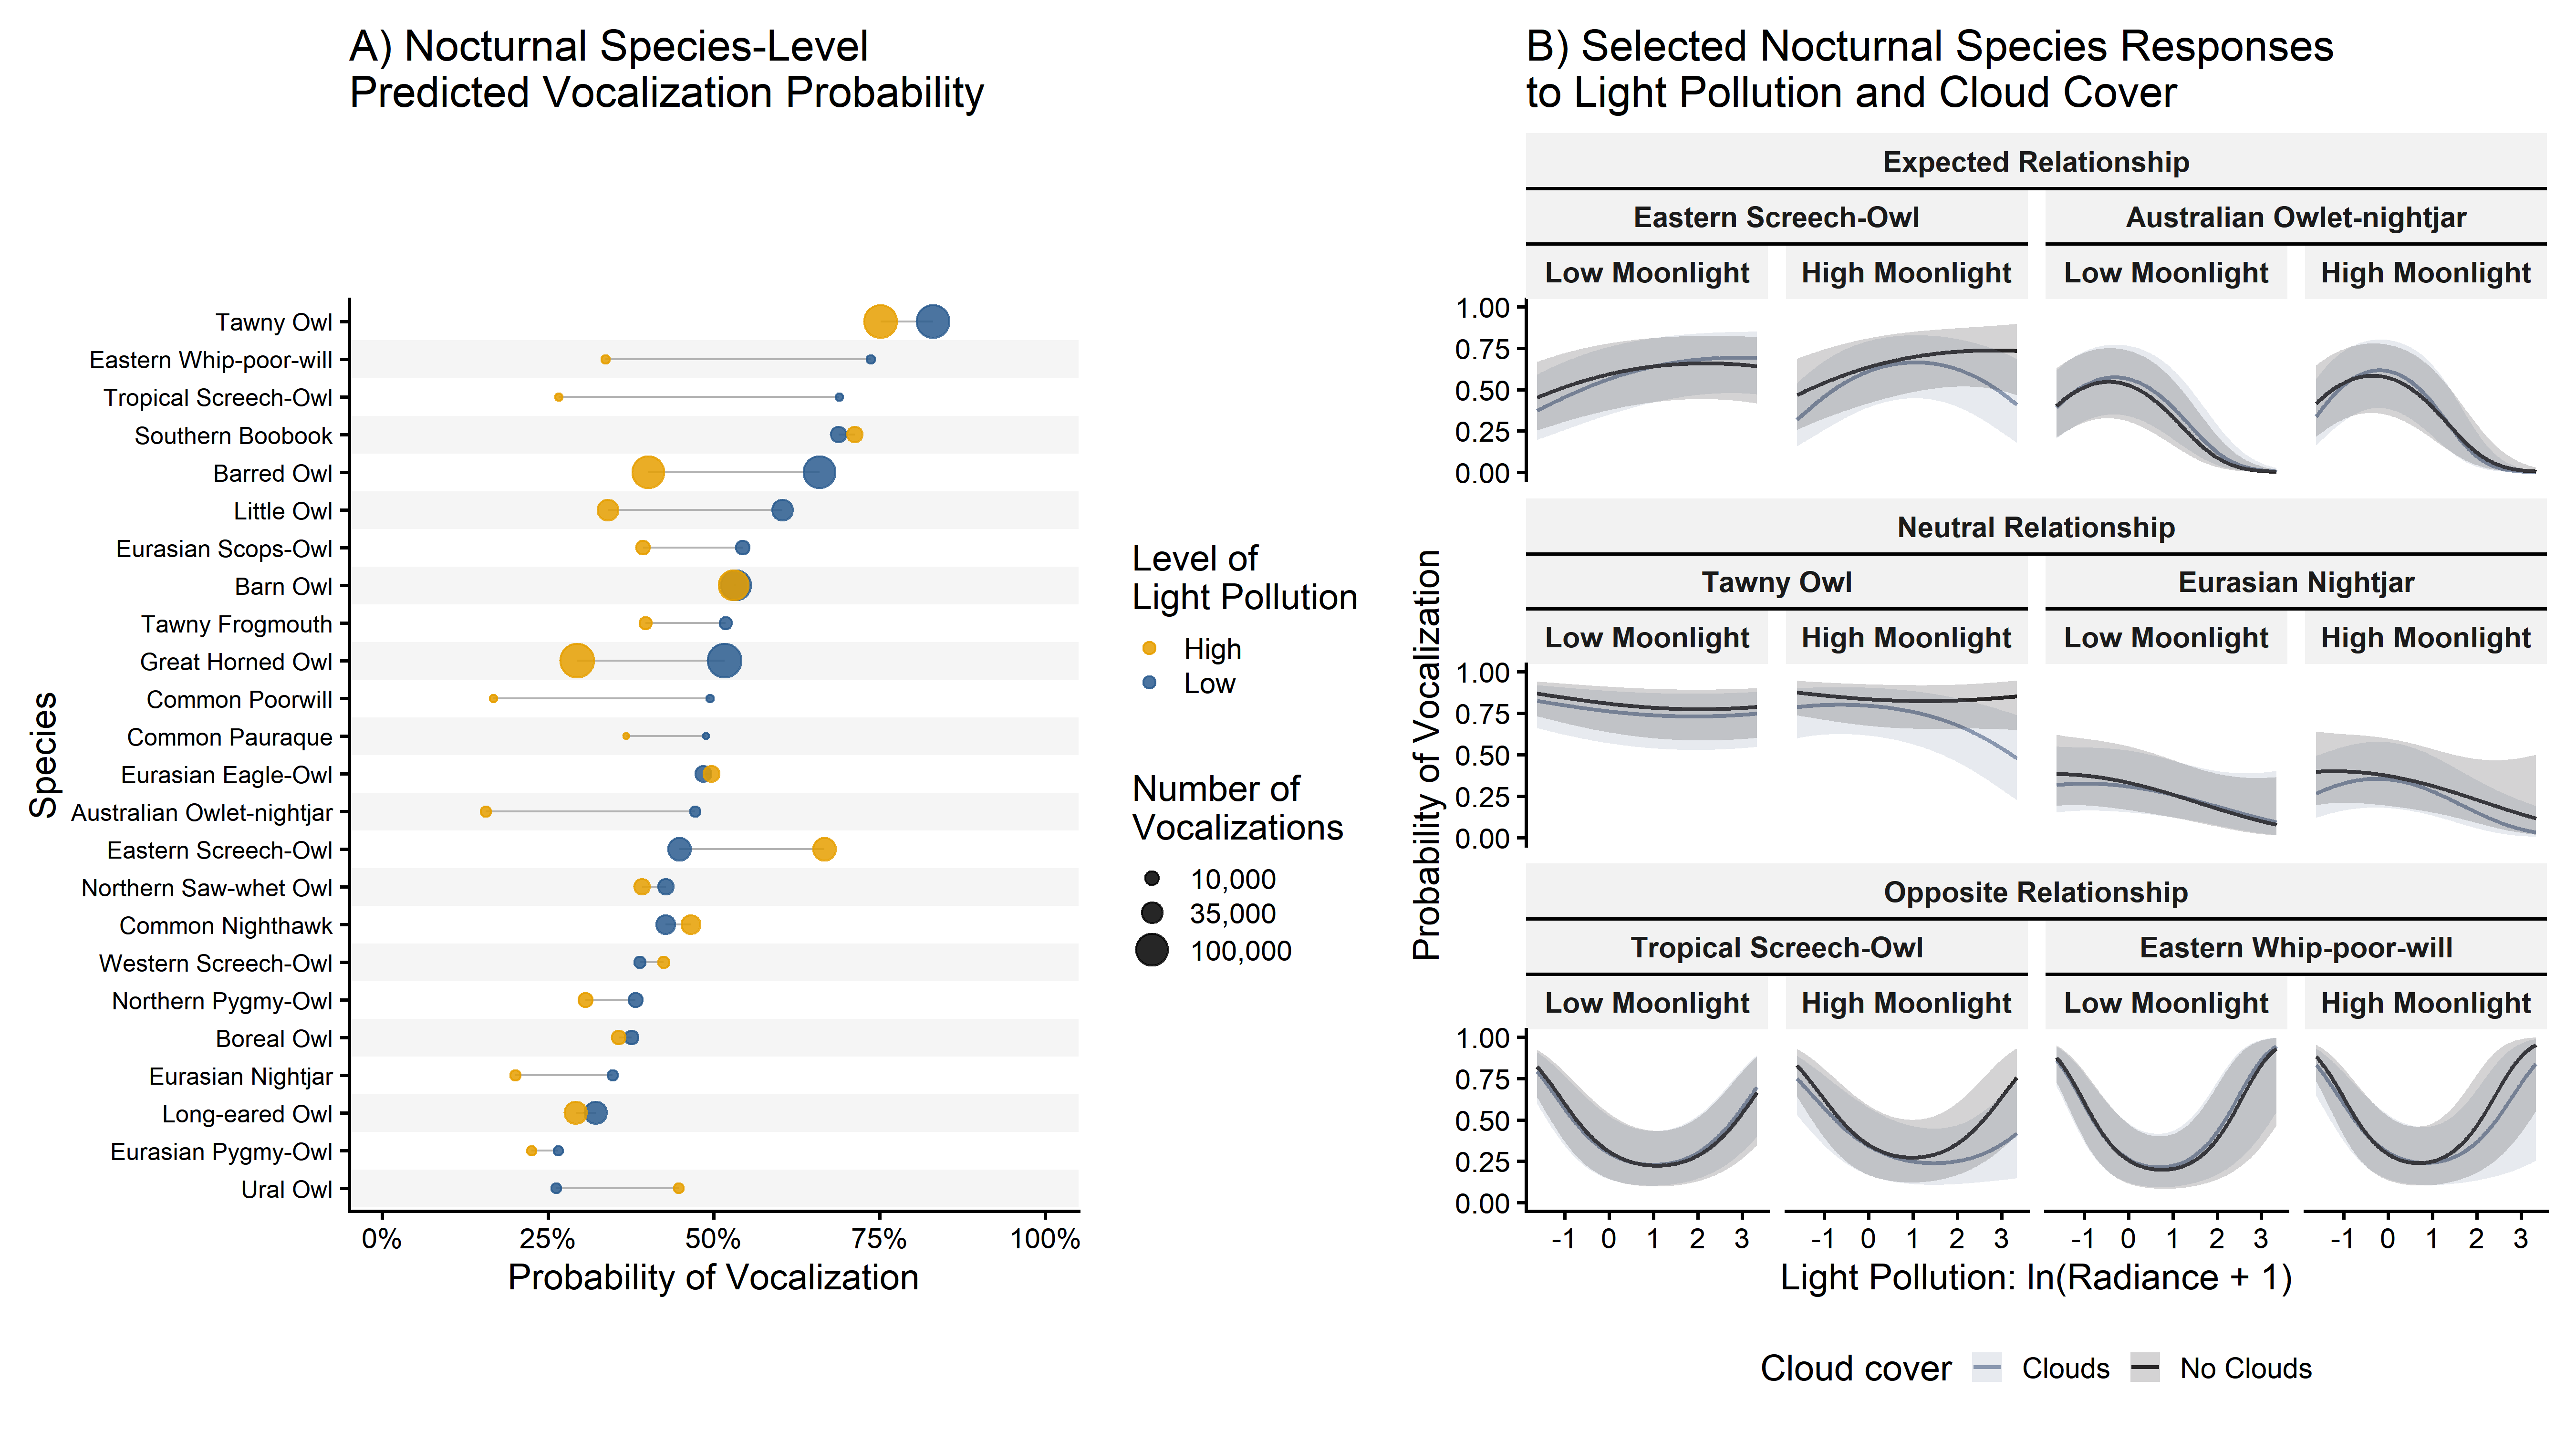 A) Nocturnal Species-Level
Predicted Vocalization Probability
Species
Tawny Owl
Eastern Whip-poor-will
Tropical Screech-Owl
Southern Boobook
Barred Owl
Little Owl
Eurasian Scops-Owl
Barn Owl
Tawny Frogmouth
Great Horned Owl
Common Poorwill
Common Pauraque
Eurasian Eagle-Owl
Australian Owlet-nightjar
Eastern Screech-Owl
Northern Saw-whet Owl
Common Nighthawk
Western Screech-Owl
Northern Pygmy-Owl
Boreal Owl
Eurasian Nightjar
Long-eared Owl
Eurasian Pygmy-Owl
Ural Owl
0% 25% 50% 75% 100%
Probability of Vocalization
Level of
Light Pollution
High
Low
Number of
Vocalizations
10,000
35,000
100,000
B) Selected Nocturnal Species Responses
to Light Pollution and Cloud Cover
Probability of Vocalization
Expected Relationship
Eastern Screech-Owl Australian Owlet-nightjar
Low Moonlight High Moonlight Low Moonlight High Moonlight
1.00
0.75
0.50
0.25
0.00
Neutral Relationship
Tawny Owl Eurasian Nightjar
Low Moonlight High Moonlight Low Moonlight High Moonlight
1.00
0.75
0.50
0.25
0.00
Opposite Relationship
Tropical Screech-Owl Eastern Whip-poor-will
Low Moonlight High Moonlight Low Moonlight High Moonlight
1.00
0.75
0.50
0.25
0.00
-1 0 1 2 3 -1 0 1 2 3 -1 0 1 2 3 -1 0 1 2 3
Light Pollution: ln(Radiance + 1)
Cloud cover Clouds No Clouds